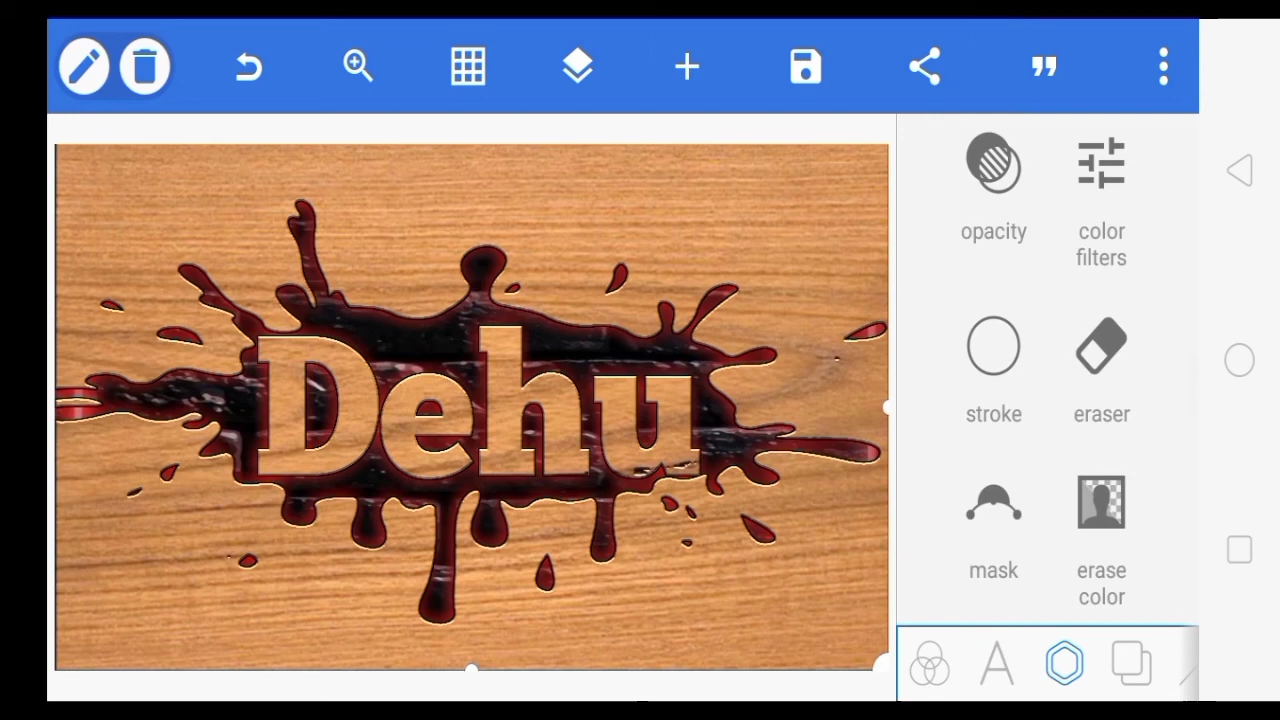 opacity
color
filters
Dehu
stroke
eraser
mask
erase
color